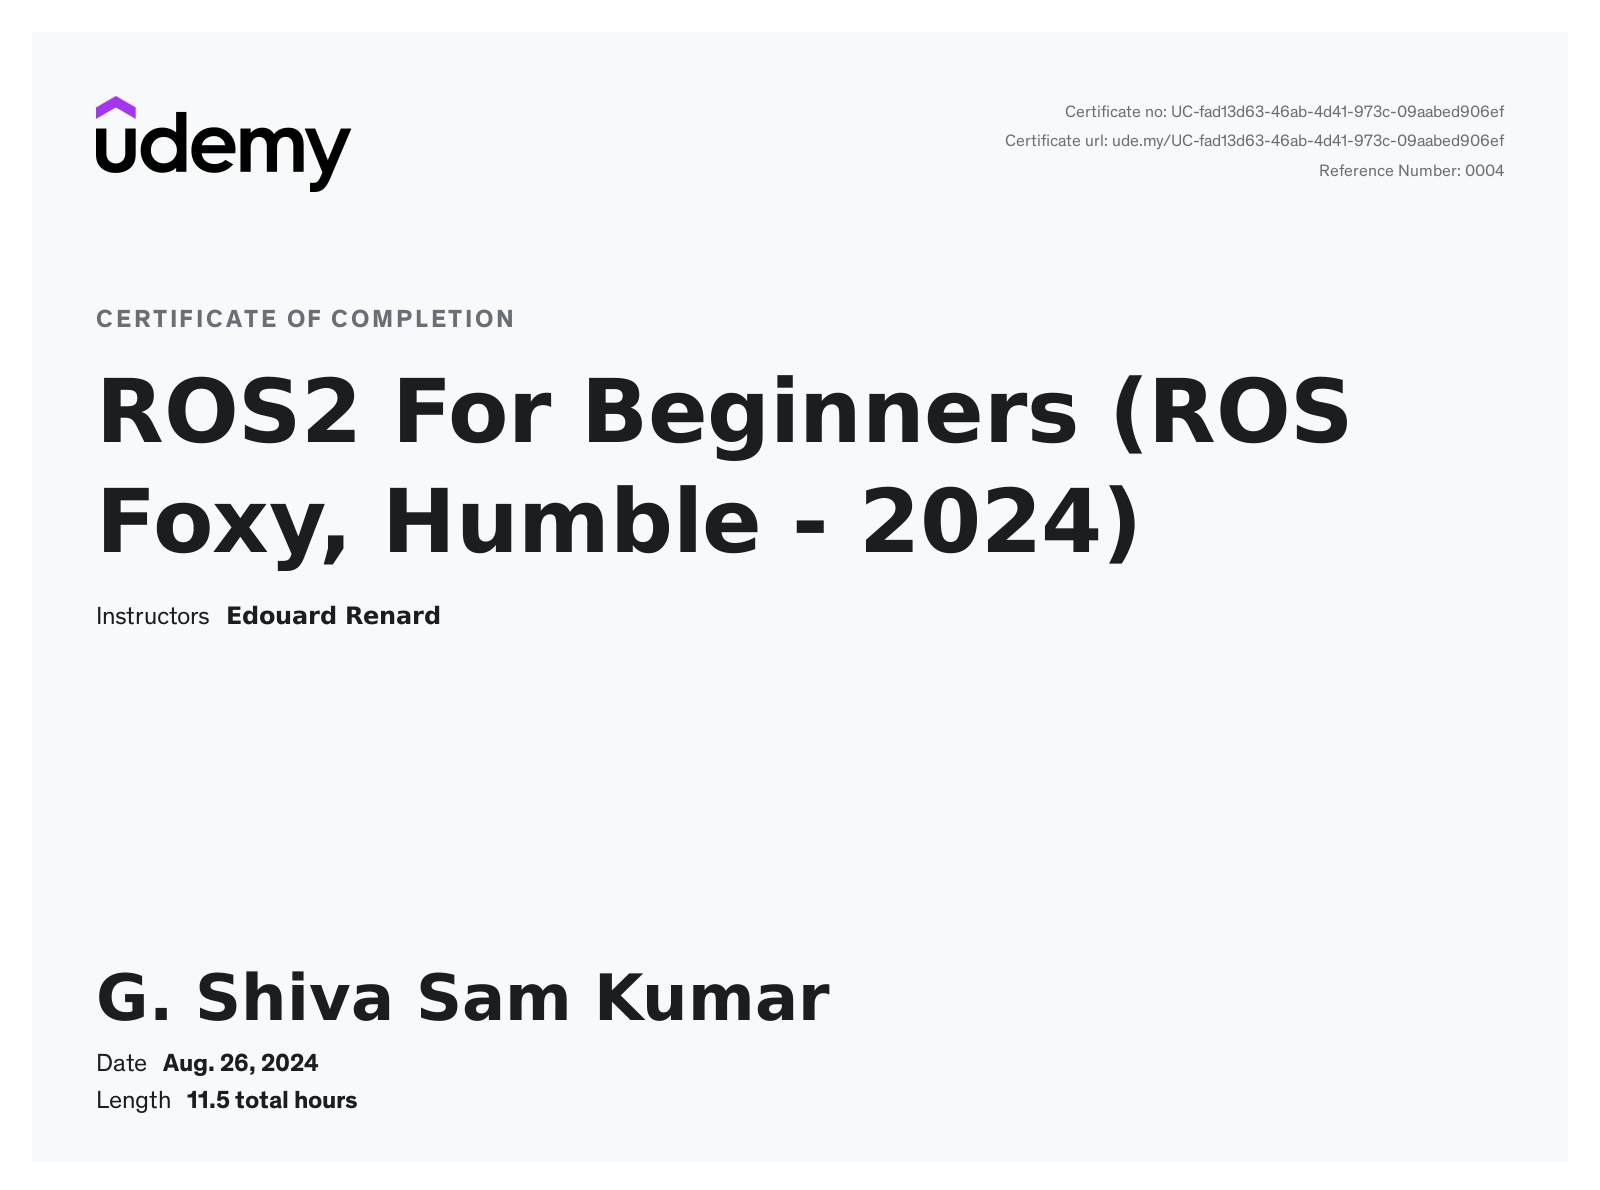 udemy
Certificate no: UC-fad13d63-46ab-4d41-973c-09aabed906ef
Certificate url: ude.my/UC-fad13d63-46ab-4d41-973c-09aabed906ef
Reference Number: 0004
CERTIFICATE OF COMPLETION
ROS2 For Beginners (ROS
Foxy, Humble - 2024)
Instructors Edouard Renard
G. Shiva Sam Kumar
Date Aug. 26, 2024
Length 11.5 total hours